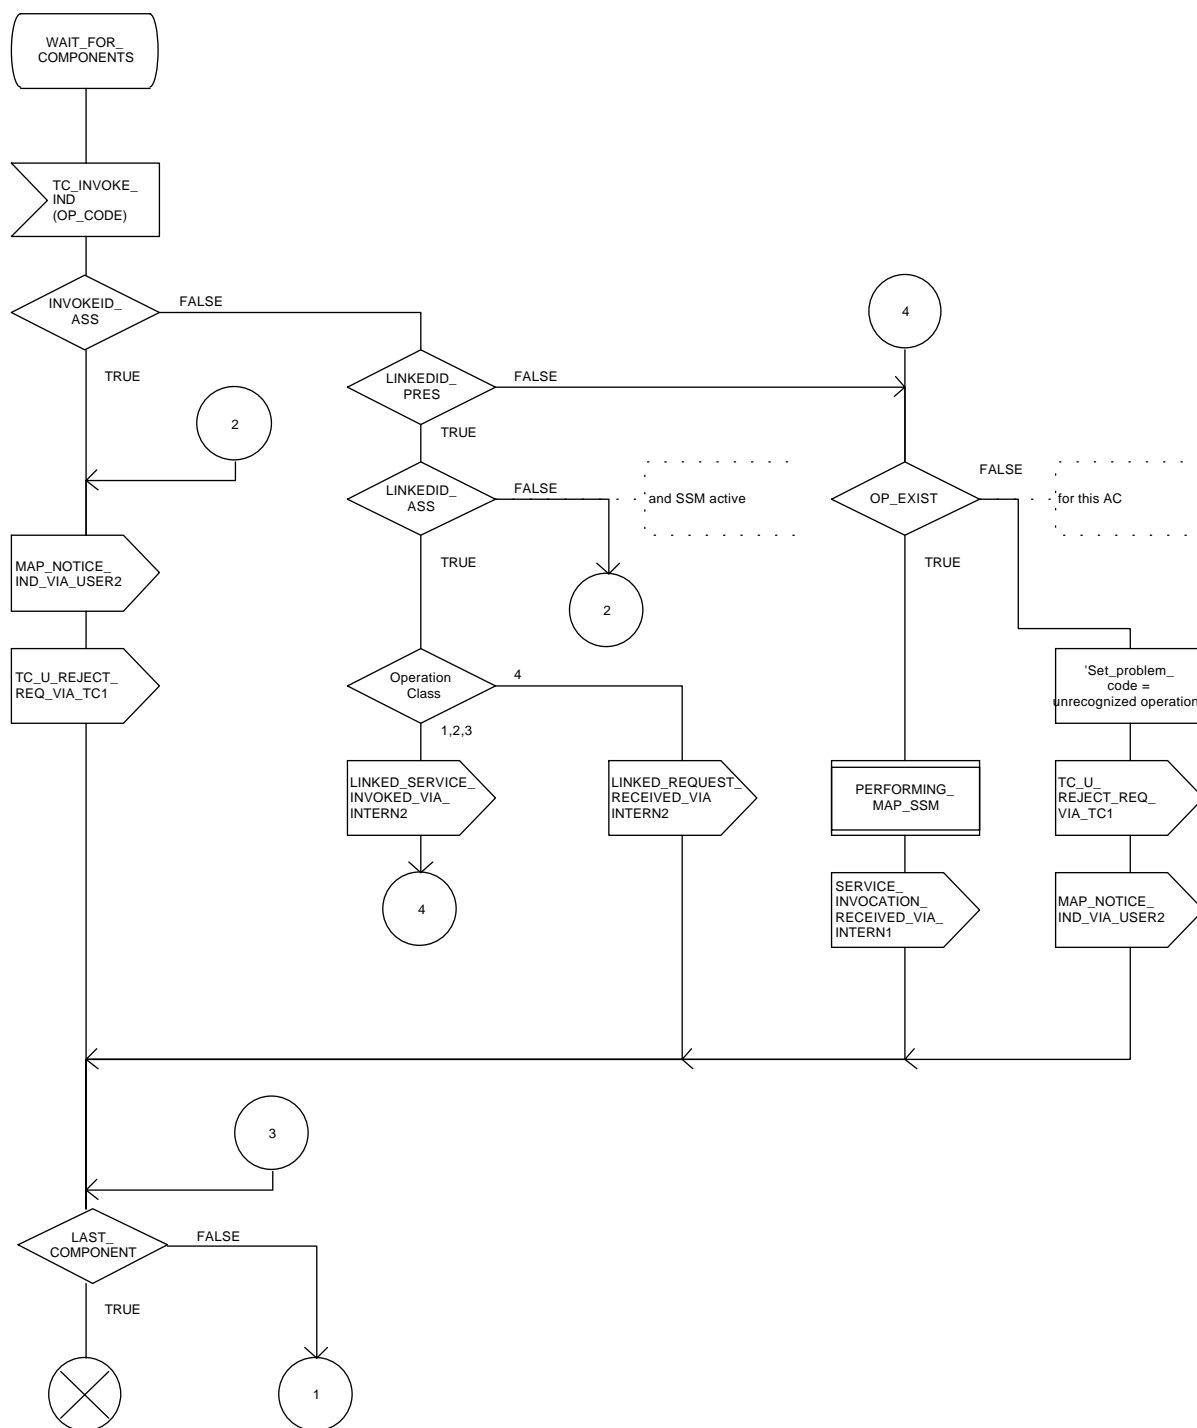 WAIT_FOR_
COMPONENTS
TC_INVOKE_
IND
(OP_CODE)
INVOKEID_
ASS
FALSE
TRUE
4
LINKEDID_
PRES
FALSE
TRUE
2
LINKEDID_
ASS
FALSE
TRUE
and SSM active
OP_EXIST
FALSE
TRUE
for this AC
MAP_NOTICE_
IND_VIA_USER2
2
TC_U_REJECT_
REQ_VIA_TC1
Operation
Class
4
1,2,3
'Set_problem_
code =
unrecognized operation
LINKED_SERVICE_
INVOKED_VIA_
INTERN2
LINKED_REQUEST_
RECEIVED_VIA
INTERN2
PERFORMING_
MAP_SSM
TC_U_
REJECT_REQ_
VIA_TC1
4
SERVICE_
INVOCATION_
RECEIVED_VIA_
INTERN1
MAP_NOTICE_
IND_VIA_USER2
3
LAST_
COMPONENT
FALSE
TRUE
1